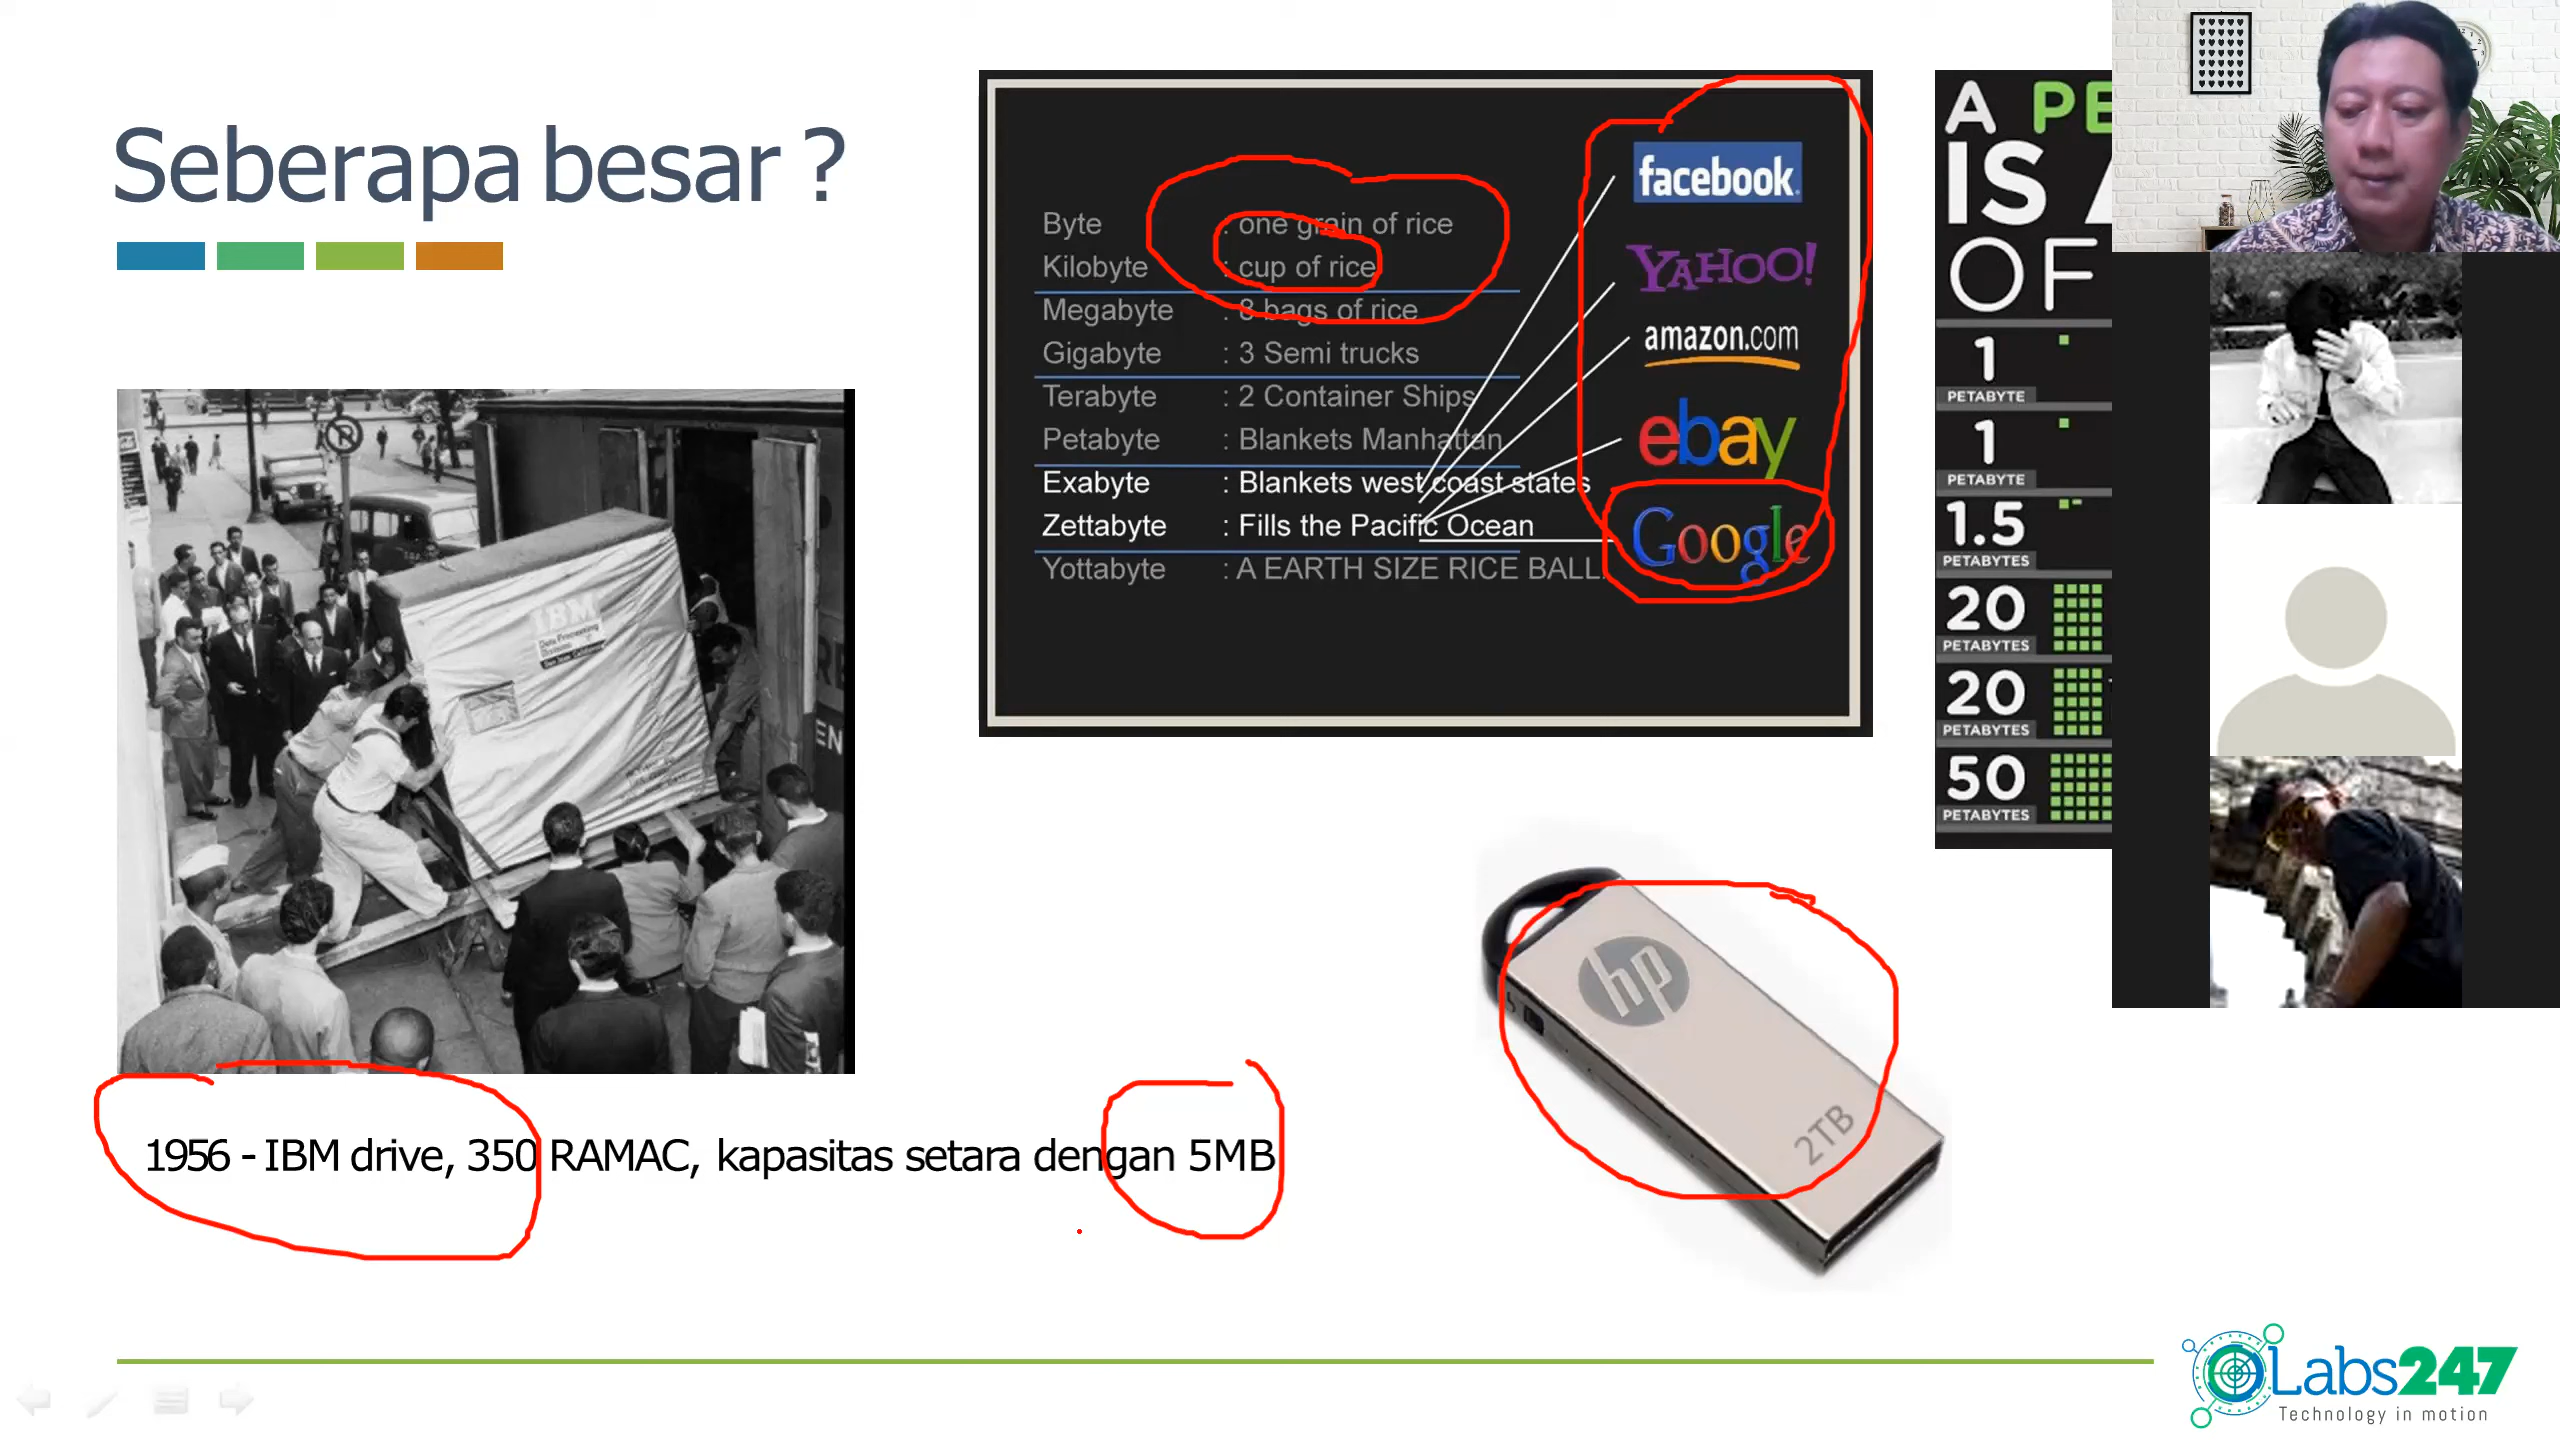 Seberapa besar ?
Byte : one grain of rice
Kilobyte : cup of rice
Megabyte : 8 bags of rice
Gigabyte : 3 Semi trucks
Terabyte : 2 Container Ships
Petabyte : Blankets Manhattan
Exabyte : Blankets west coast states
Zettabyte : Fills the Pacific Ocean
Yottabyte : A EARTH SIZE RICE BALL
facebook
YAHOO!
amazon.com
ebay
Google
A PE
IS A
OF
1
PETABYTE
1
PETABYTE
1.5
PETABYTES
20
PETABYTES
20
PETABYTES
50
PETABYTES
IBM
Data Processing
EN
hp
2TB
1956 - IBM drive, 350 RAMAC, kapasitas setara dengan 5MB
Labs247
Technology in motion